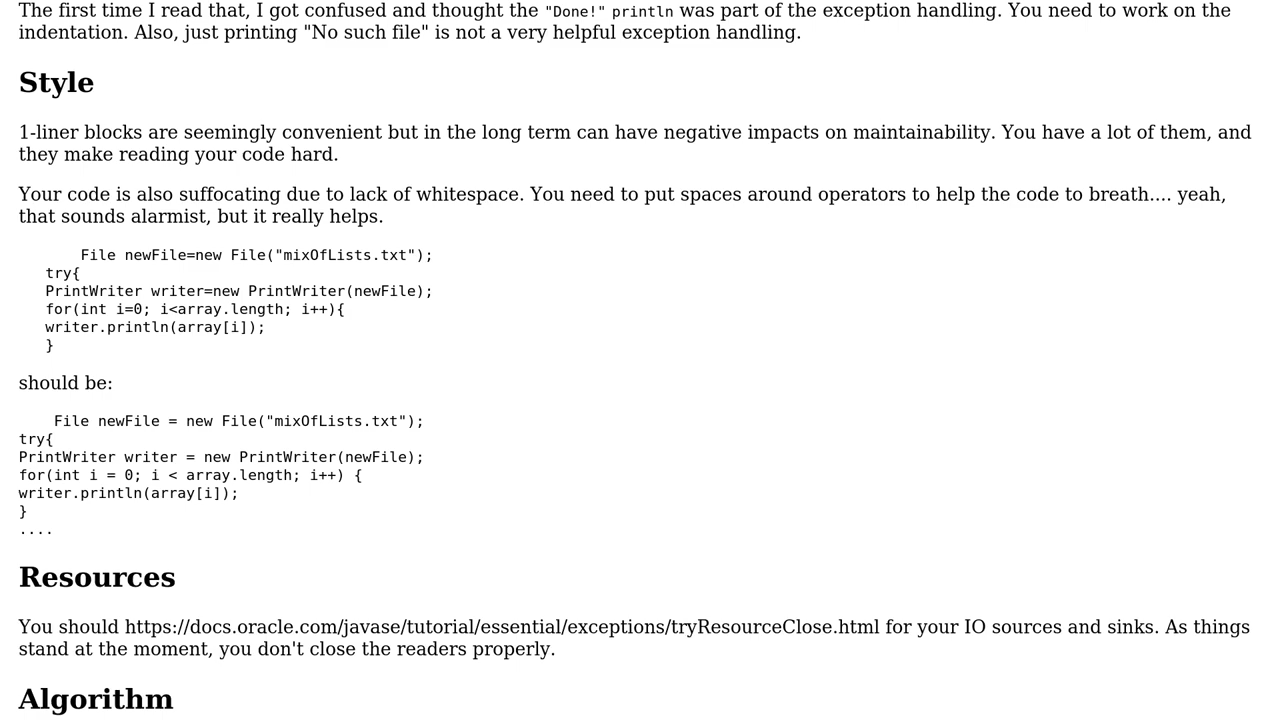 The first time I read that, I got confused and thought the "Done!" println was part of the exception handling. You need to work on the
indentation. Also, just printing "No such file" is not a very helpful exception handling.
Style
1-liner blocks are seemingly convenient but in the long term can have negative impacts on maintainability. You have a lot of them, and
they make reading your code hard.
Your code is also suffocating due to lack of whitespace. You need to put spaces around operators to help the code to breath.... yeah,
that sounds alarmist, but it really helps.
       File newFile=new File("mixOfLists.txt");
   try{
   PrintWriter writer=new PrintWriter(newFile);
   for(int i=0; i<array.length; i++){
   writer.println(array[i]);
   }
should be:
    File newFile = new File("mixOfLists.txt");
try{
PrintWriter writer = new PrintWriter(newFile);
for(int i = 0; i < array.length; i++) {
writer.println(array[i]);
}
....
Resources
You should https://docs.oracle.com/javase/tutorial/essential/exceptions/tryResourceClose.html for your IO sources and sinks. As things
stand at the moment, you don't close the readers properly.
Algorithm